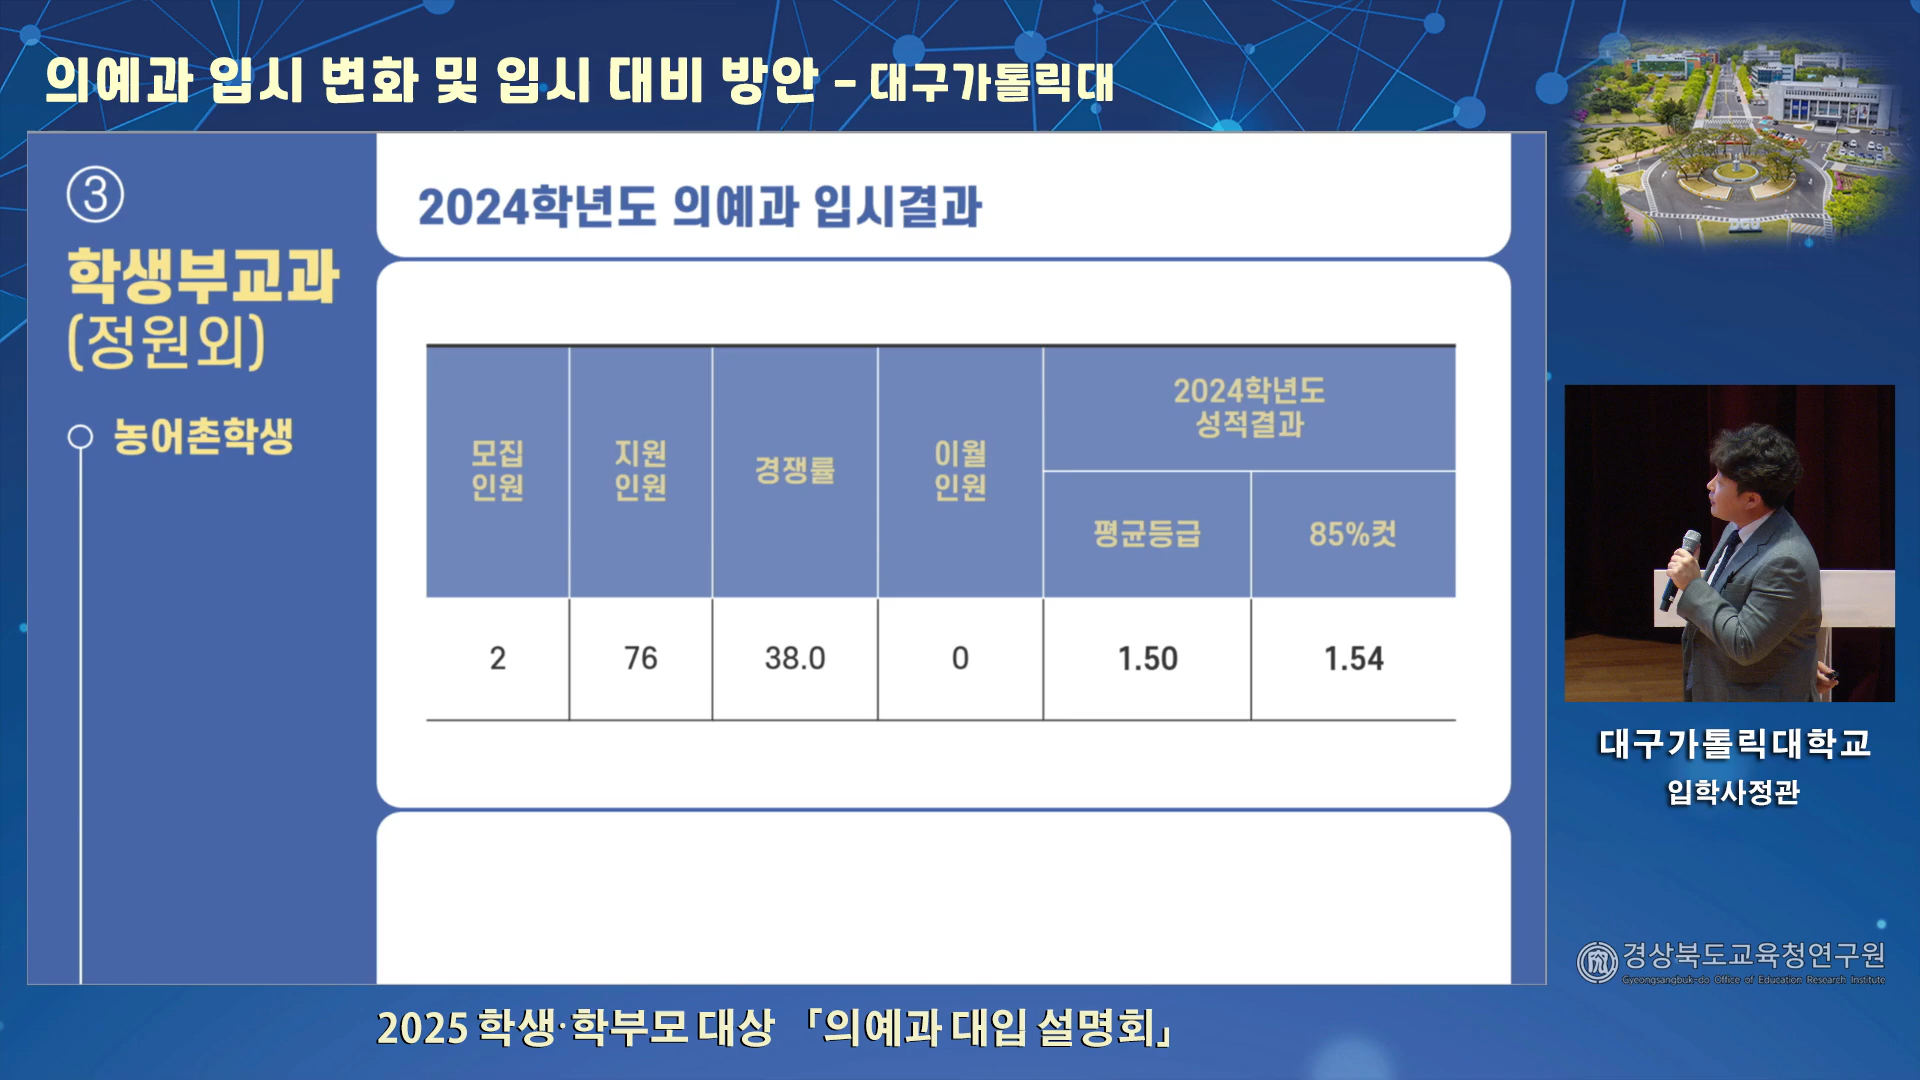 의예과 입시 변화 및 입시 대비 방안 - 대구가톨릭대
③
학생부교과
(정원외)
농어촌학생
2024학년도 의예과 입시결과
모집
인원
지원
인원
경쟁률
이월
인원
2024학년도
성적결과
평균등급
85%컷
2
76
38.0
0
1.50
1.54
대구가톨릭대학교
입학사정관
경상북도교육청연구원
Gyeongsangbuk-do Office of Education Research Institute
2025 학생·학부모 대상 「의예과 대입 설명회」